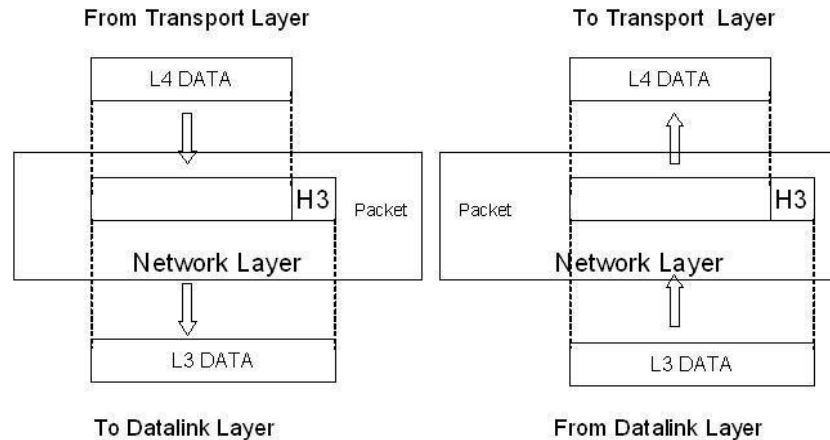 From Transport Layer
L4 DATA
H3
Packet
Network Layer
L3 DATA
To Datalink Layer
To Transport Layer
L4 DATA
Packet
H3
Network Layer
L3 DATA
From Datalink Layer